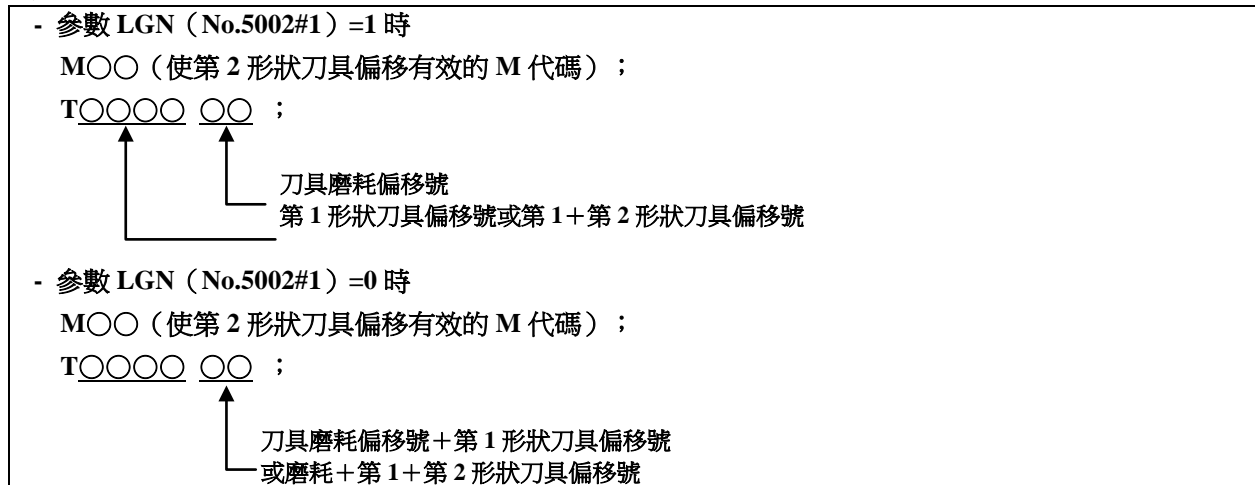 - 參數 LGN（No.5002#1）=1 時
M○○（使第 2 形狀刀具偏移有效的 M 代碼）；
T○○○○ ○○ ；
刀具磨耗偏移號
第 1 形狀刀具偏移號或第 1＋第 2 形狀刀具偏移號
- 參數 LGN（No.5002#1）=0 時
M○○（使第 2 形狀刀具偏移有效的 M 代碼）；
T○○○○ ○○ ；
刀具磨耗偏移號＋第 1 形狀刀具偏移號
或磨耗＋第 1＋第 2 形狀刀具偏移號